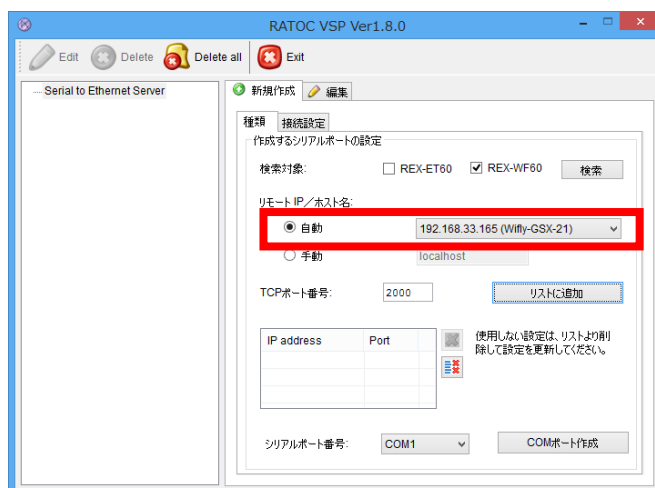 RATOC VSP Ver1.8.0
Edit Delete Delete all Exit
Serial to Ethernet Server
新規作成 編集
種類 接続設定
作成するシリアルポートの設定
検索対象: REX-ET60 REX-WF60 検索
リモート IP／ホスト名:
自動 192.168.33.165 (Wifly-GSX-21)
手動 localhost
TCPポート番号: 2000 リストに追加
IP address Port
使用しない設定は、リストより削
除して設定を更新してください。
シリアルポート番号: COM1 COMポート作成